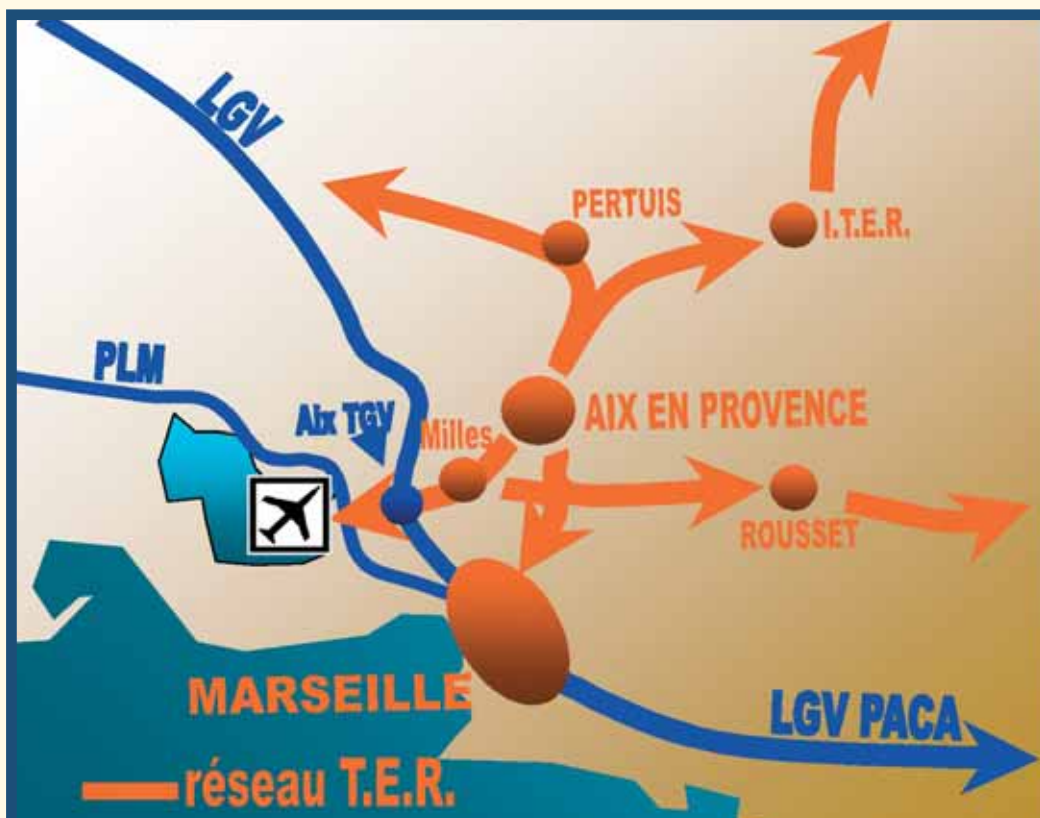 LGV
PERTUIS
I.T.E.R.
PLM
Aix TGV
Milles
AIX EN PROVENCE
ROUSSET
MARSEILLE
LGV PACA
réseau T.E.R.